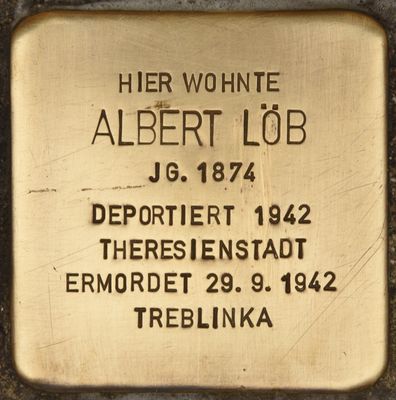 HIER WOHNTE
ALBERT LÖB
JG. 1874
DEPORTIERT 1942
THERESIENSTADT
ERMORDET 29. 9. 1942
TREBLINKA